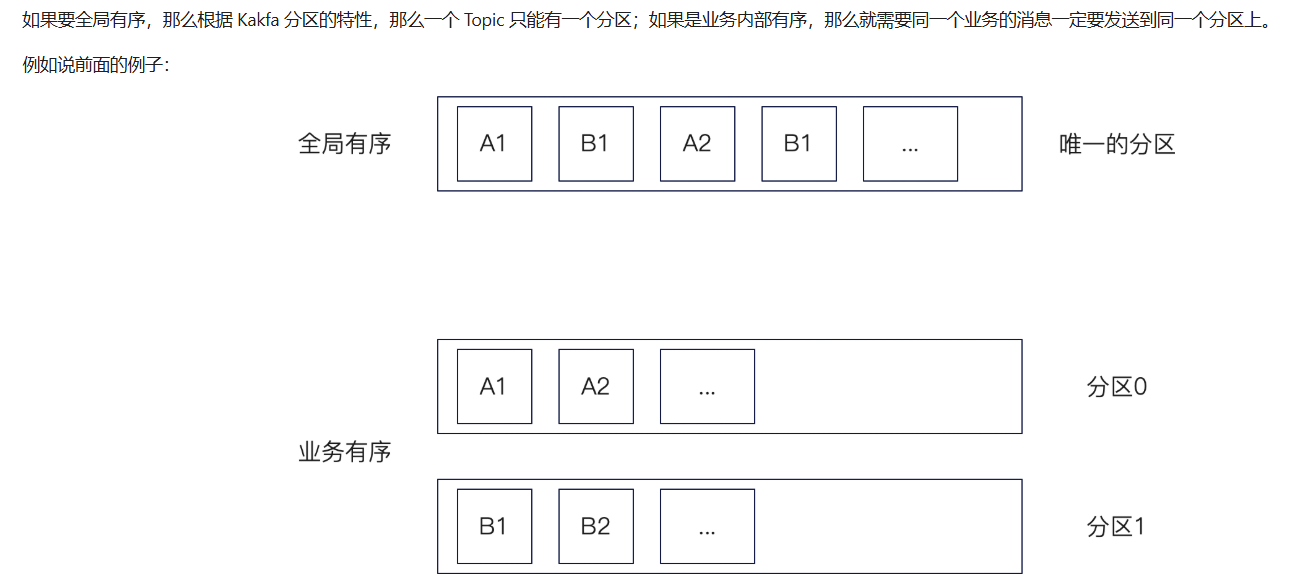 如果要全局有序，那么根据 Kakfa 分区的特性，那么一个 Topic 只能有一个分区；如果是业务内部有序，那么就需要同一个业务的消息一定要发送到同一个分区上。
例如说前面的例子：
全局有序 A1 B1 A2 B1 ... 唯一的分区
A1 A2 ... 分区0
业务有序
B1 B2 ... 分区1